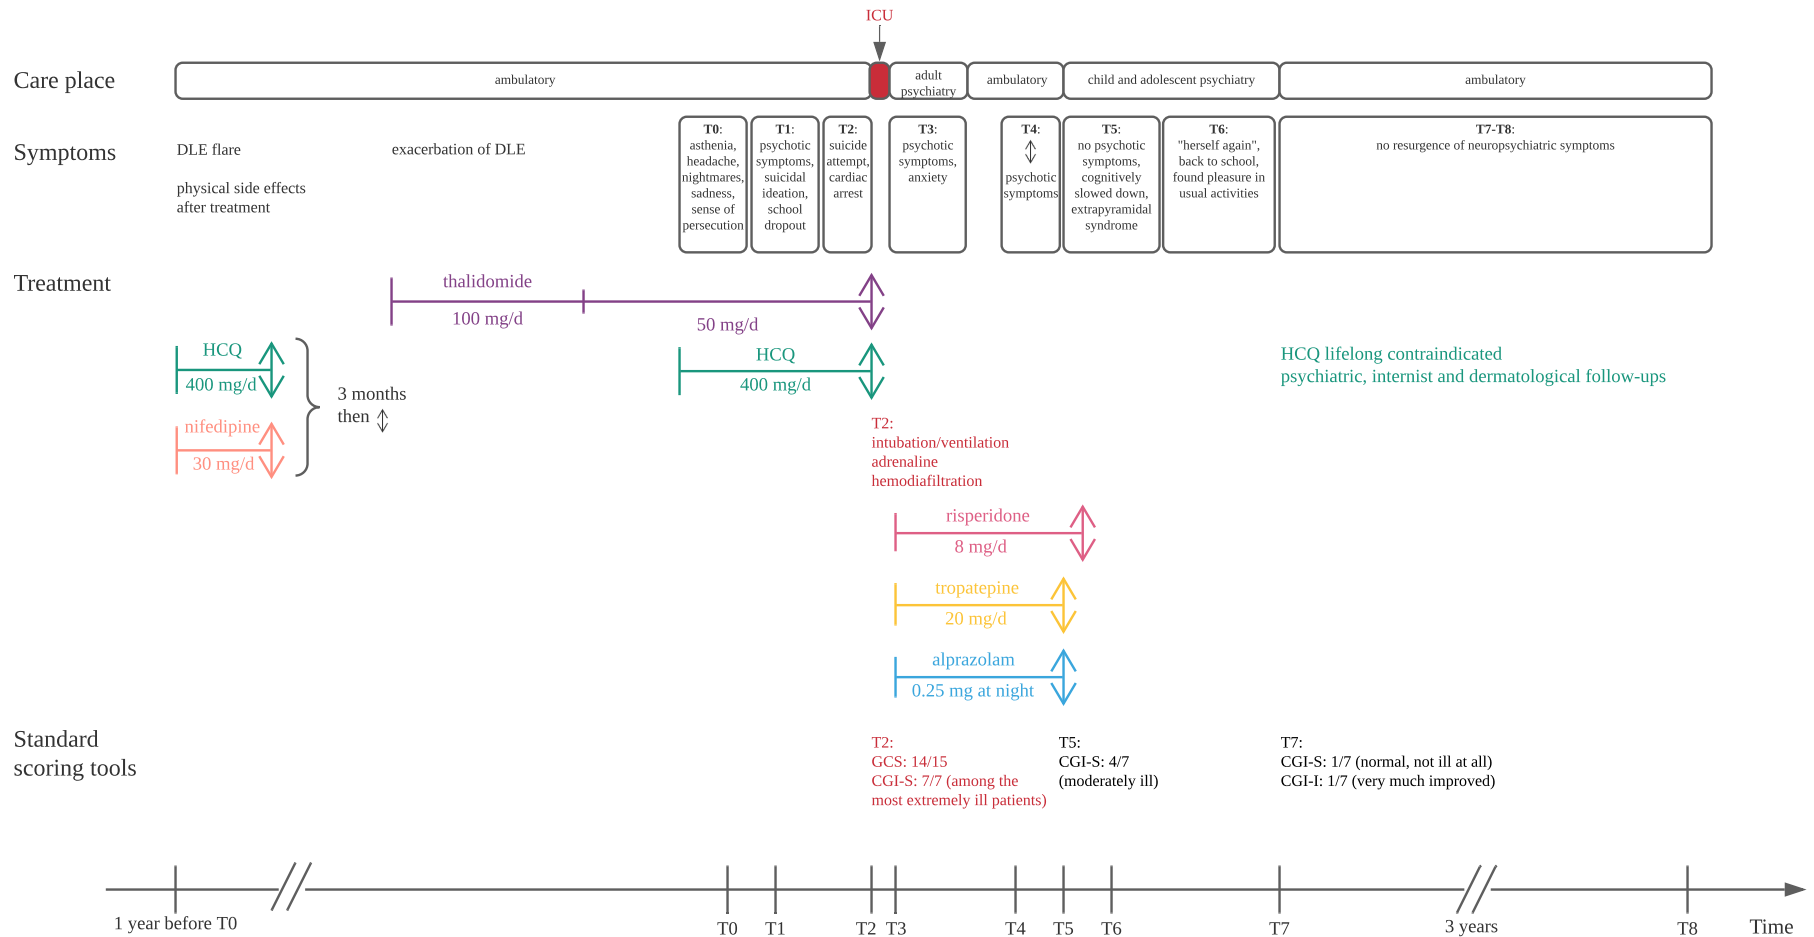 ICU
Care place
ambulatory
adult
psychiatry
ambulatory
child and adolescent psychiatry
ambulatory
Symptoms
DLE flare
physical side effects
after treatment
exacerbation of DLE
T0:
asthenia,
headache,
nightmares,
sadness,
sense of
persecution
T1:
psychotic
symptoms,
suicidal
ideation,
school
dropout
T2:
suicide
attempt,
cardiac
arrest
T3:
psychotic
symptoms,
anxiety
T4:
psychotic
symptoms
T5:
no psychotic
symptoms,
cognitively
slowed down,
extrapyramidal
syndrome
T6:
"herself again",
back to school,
found pleasure in
usual activities
T7-T8:
no resurgence of neuropsychiatric symptoms
Treatment
thalidomide
100 mg/d
50 mg/d
HCQ
400 mg/d
nifedipine
30 mg/d
3 months
then
HCQ
400 mg/d
HCQ lifelong contraindicated
psychiatric, internist and dermatological follow-ups
T2:
intubation/ventilation
adrenaline
hemodiafiltration
risperidone
8 mg/d
tropatepine
20 mg/d
alprazolam
0.25 mg at night
Standard
scoring tools
T2:
GCS: 14/15
CGI-S: 7/7 (among the
most extremely ill patients)
T5:
CGI-S: 4/7
(moderately ill)
T7:
CGI-S: 1/7 (normal, not ill at all)
CGI-I: 1/7 (very much improved)
1 year before T0
T0
T1
T2
T3
T4
T5
T6
T7
3 years
T8
Time